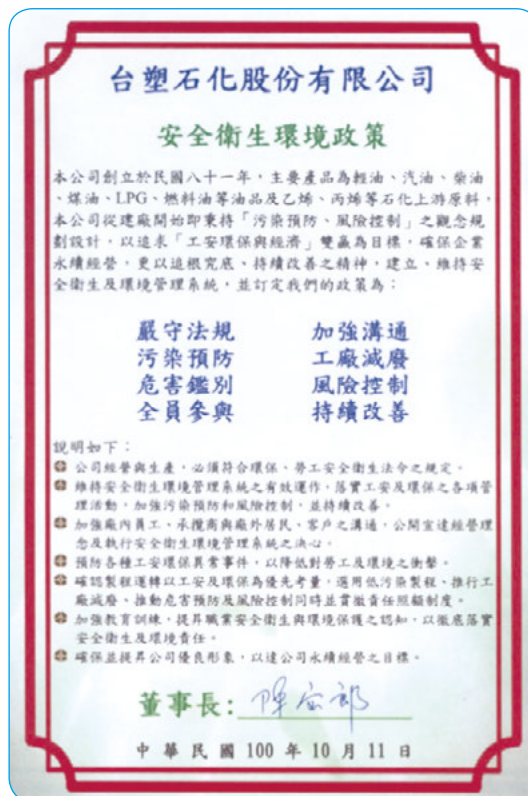 台塑石化股份有限公司
安全衛生環境政策
本公司創立於民國八十一年，主要產品為輕油、汽油、柴油
、煤油、LPG、燃料油等油品及乙烯、丙烯等石化上游原料，
本公司從建廠開始即秉持「污染預防、風險控制」之觀念規
劃設計，以追求「工安環保與經濟」雙贏為目標，確保企業
永續經營，更以追根究底、持續改善之精神，建立、維持安
全衛生及環境管理系統，並訂定我們的政策為：
嚴守法規 加強溝通
污染預防 工廠減廢
危害鑑別 風險控制
全員參與 持續改善
說明如下：
公司經營與生產，必須符合環保、勞工安全衛生法令之規定。
維持安全衛生環境管理系統之有效運作，落實工安及環保之各項管
理活動，加強污染預防和風險控制，並持續改善。
加強廠內員工、承攬商與廠外居民、客戶之溝通，公開宣達經營理
念及執行安全衛生環境管理系統之決心。
預防各種工安環保異常事件，以降低對勞工及環境之衝擊。
確認製程運轉以工安及環保為優先考量，選用低污染製程、推行工
廠減廢、推動危害預防及風險控制同時並貫徹責任照顧制度。
加強教育訓練，提昇職業安全衛生與環境保護之認知，以徹底落實
安全衛生及環境責任。
確保並提昇公司優良形象，以達公司永續經營之目標。
董事長：
中華民國 100 年 10 月 11 日